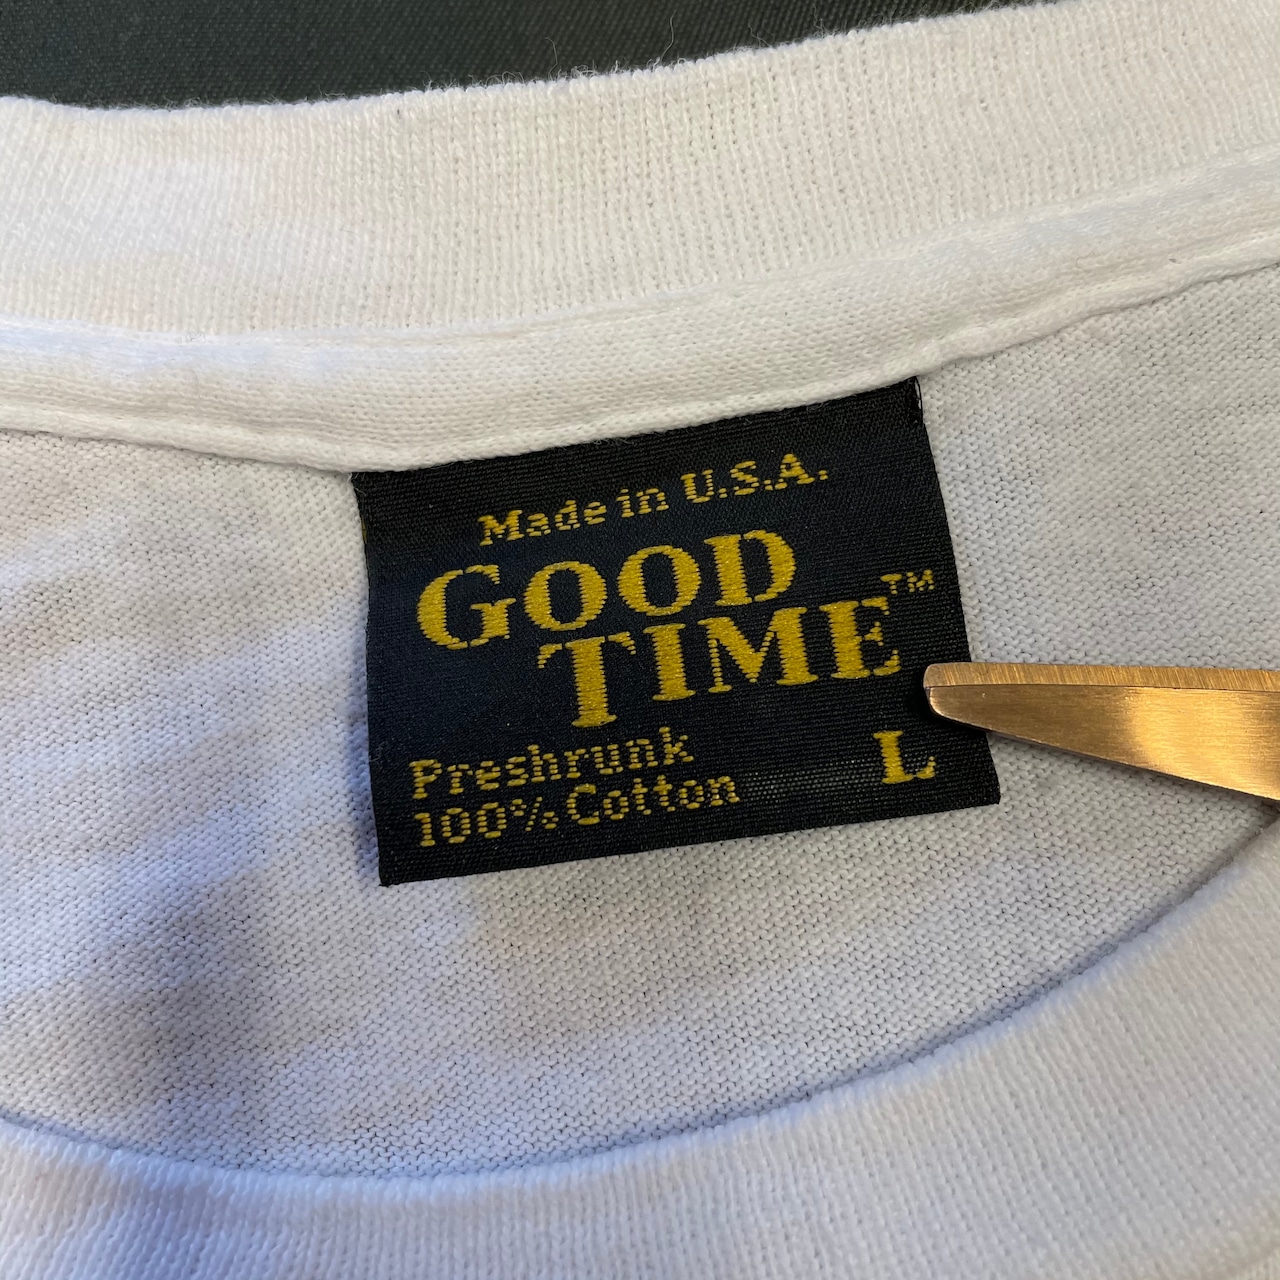 Made in U.S.A.
GOOD
TIME™
Preshrunk
100% Cotton
L